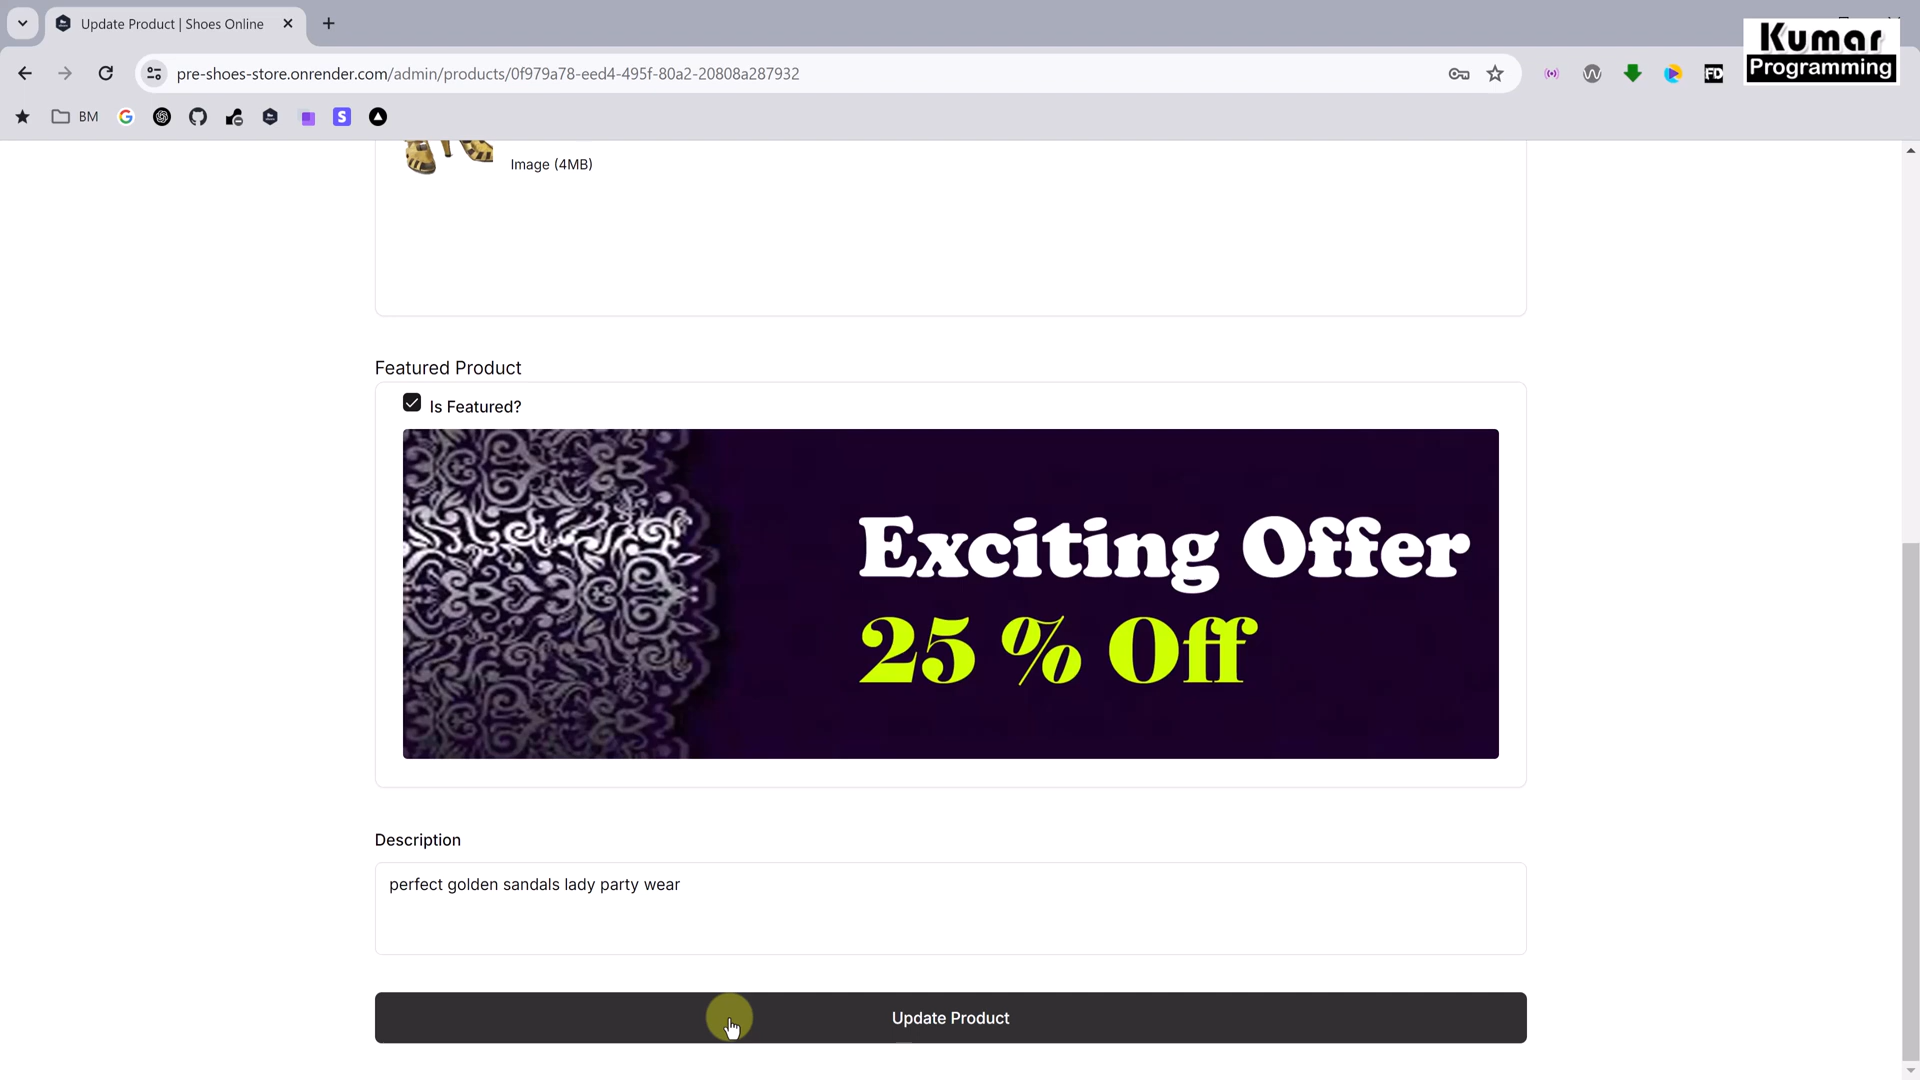 Update Product | Shoes Online
Kumar
Programming
pre-shoes-store.onrender.com/admin/products/0f979a78-eed4-495f-80a2-20808a287932
FD
BM
S
Image (4MB)
Featured Product
Is Featured?
Exciting Offer
25 % Off
Description
perfect golden sandals lady party wear
Update Product